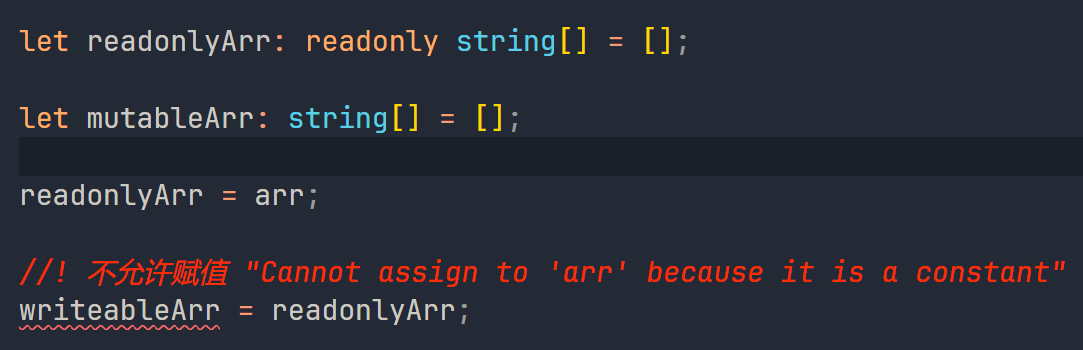 let readonlyArr: readonly string[] = [];
let mutableArr: string[] = [];
readonlyArr = arr;
//! 不允许赋值 "Cannot assign to 'arr' because it is a constant"
writeableArr = readonlyArr;